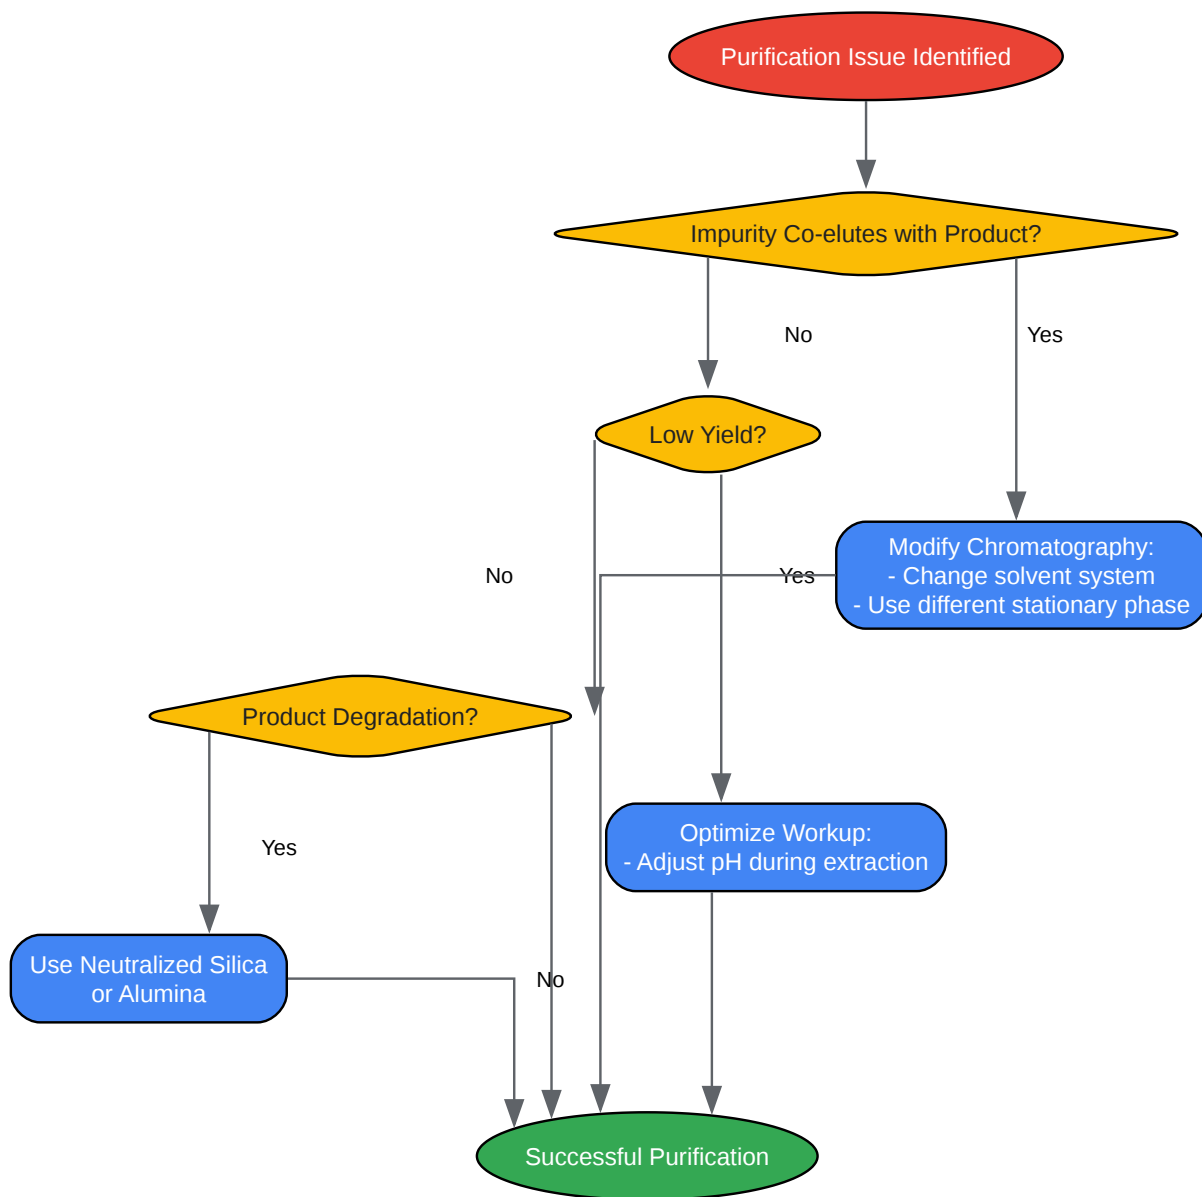 Purification Issue Identified
Impurity Co-elutes with Product?
No
Yes
Low Yield?
Modify Chromatography:
- Change solvent system
- Use different stationary phase
No
Yes
Product Degradation?
Optimize Workup:
- Adjust pH during extraction
Yes
Use Neutralized Silica
or Alumina
No
Successful Purification